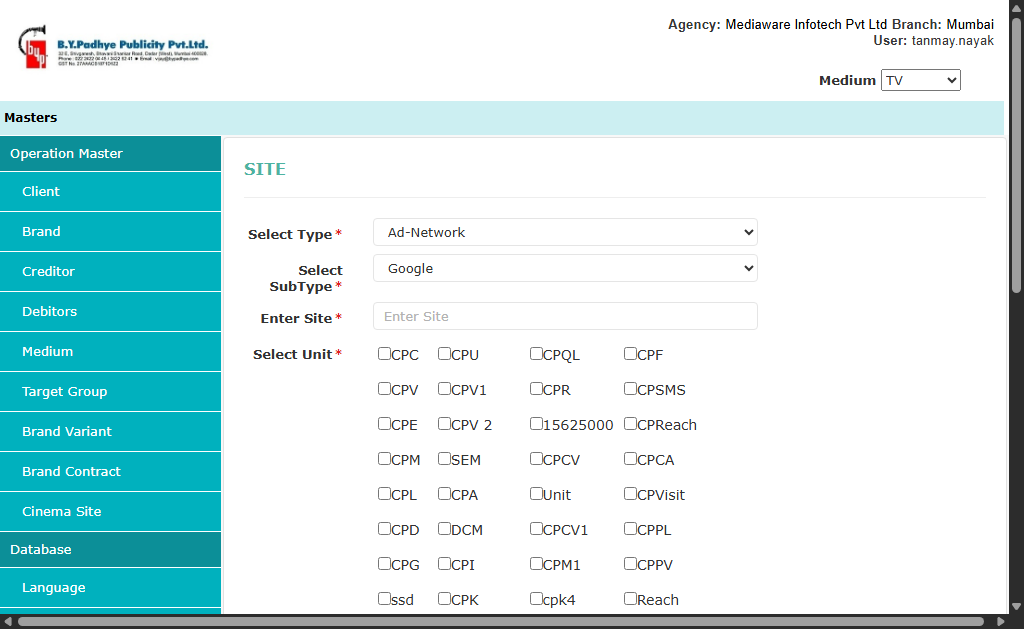 Agency: Mediaware Infotech Pvt Ltd Branch: Mumbai
User: tanmay.nayak
byp
B.Y.Padhye Publicity Pvt.Ltd.
Medium TV
Masters
Operation Master
Client
Brand
Creditor
Debitors
Medium
Target Group
Brand Variant
Brand Contract
Cinema Site
Database
Language
SITE
Select Type * Ad-Network
Select SubType * Google
Enter Site * Enter Site
Select Unit *
CPC CPU CPQL CPF
CPV CPV1 CPR CPSMS
CPE CPV 2 15625000 CPReach
CPM SEM CPCV CPCA
CPL CPA Unit CPVisit
CPD DCM CPCV1 CPPL
CPG CPI CPM1 CPPV
ssd CPK cpk4 Reach